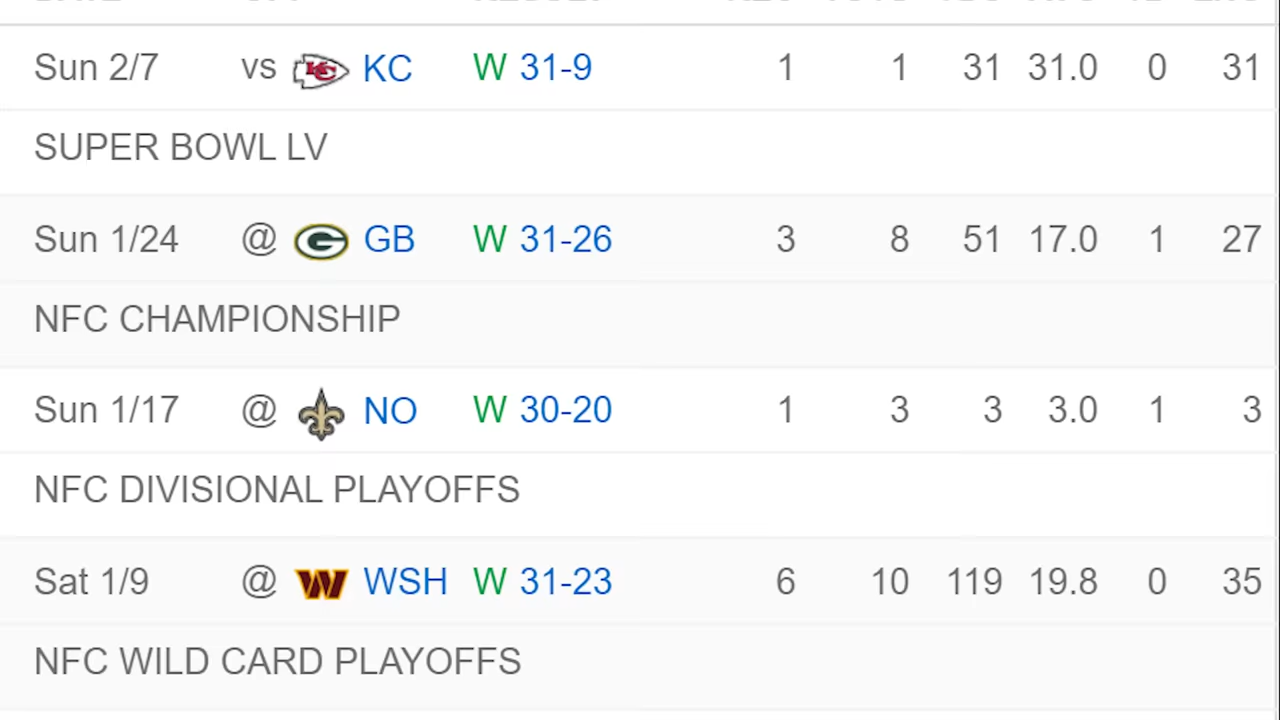 Sun 2/7 vs KC W 31-9 1 1 31 31.0 0 31
SUPER BOWL LV
Sun 1/24 @ GB W 31-26 3 8 51 17.0 1 27
NFC CHAMPIONSHIP
Sun 1/17 @ NO W 30-20 1 3 3 3.0 1 3
NFC DIVISIONAL PLAYOFFS
Sat 1/9 @ WSH W 31-23 6 10 119 19.8 0 35
NFC WILD CARD PLAYOFFS